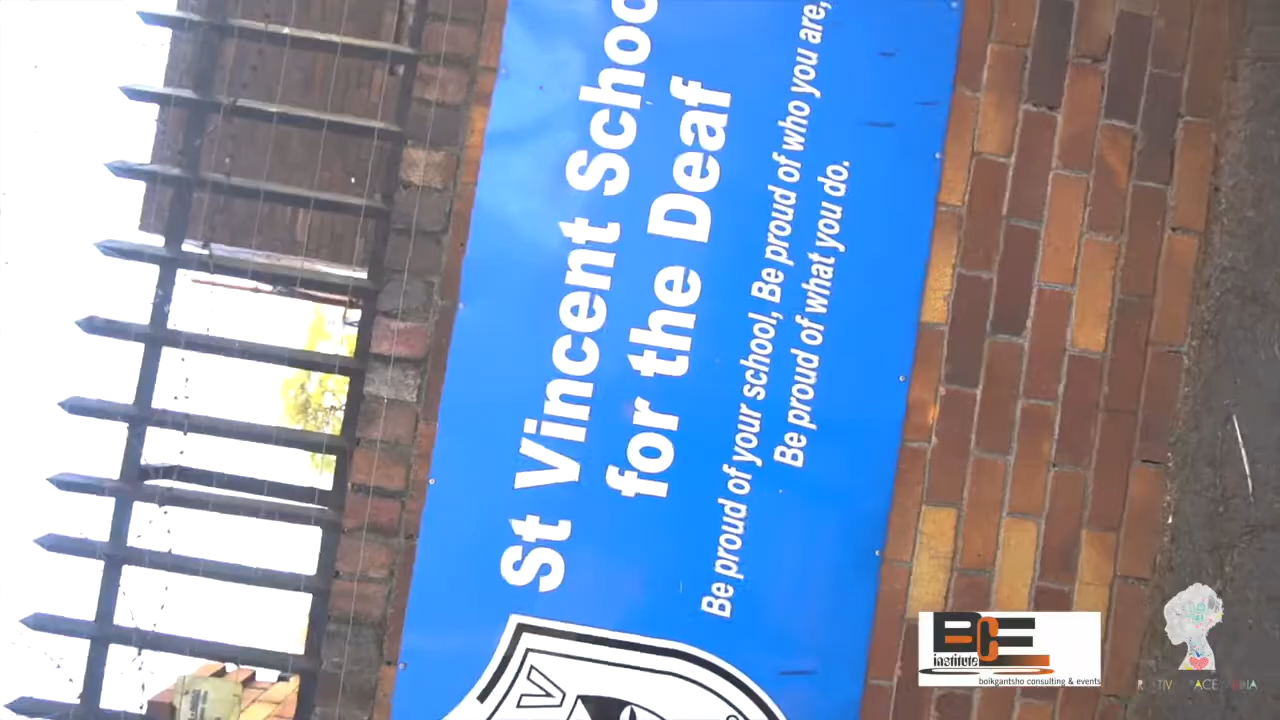 St Vincent Schoo
for the Deaf
Be proud of your school, Be proud of who you are,
Be proud of what you do.
V
BCE
institute
boikgantsho consulting & events